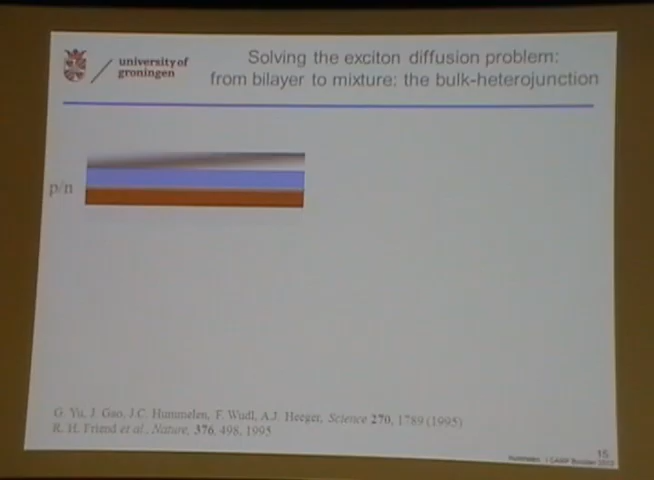 university of
groningen
Solving the exciton diffusion problem:
from bilayer to mixture: the bulk-heterojunction
p/n
G. Yu, J. Gao, J.C. Hummelen, F. Wudl, A.J. Heeger, Science 270, 1789 (1995)
R. H. Friend et al., Nature, 376, 498, 1995
15